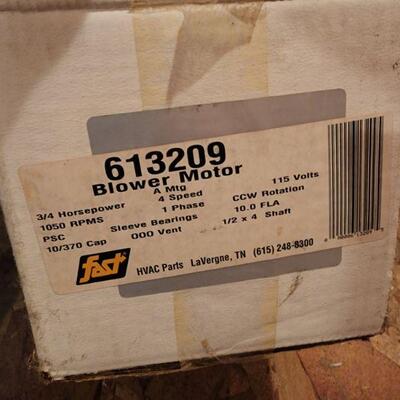 613209
Blower Motor
A Mtg
3/4 Horsepower 4 Speed 115 Volts
1050 RPMS 1 Phase CCW Rotation
PSC Sleeve Bearings 10.0 FLA
10/370 Cap 000 Vent 1/2 x 4 Shaft
fast HVAC Parts LaVergne, TN (615) 248-8300